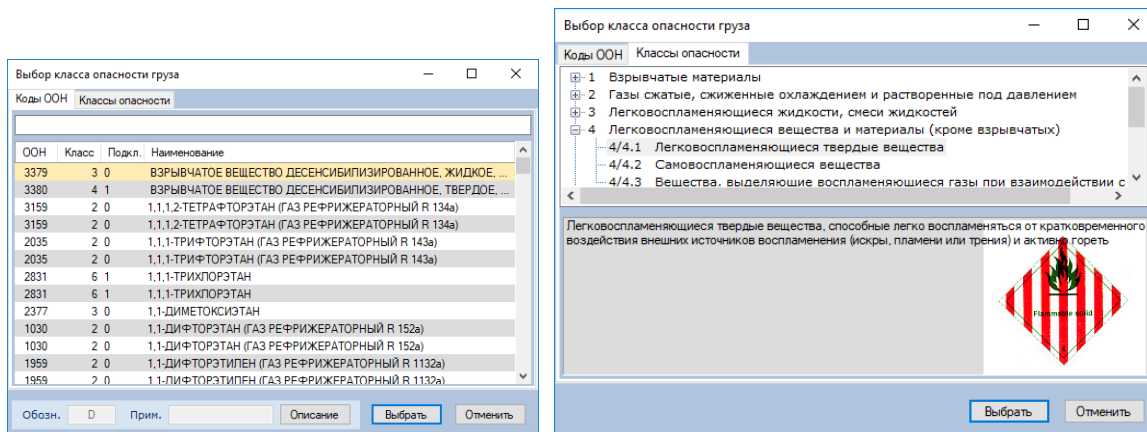 Выбор класса опасности груза
Коды ООН Классы опасности
ООН Класс Подкл. Наименование
3379 3 0 ВЗРЫВЧАТОЕ ВЕЩЕСТВО ДЕСЕНСИБИЛИЗИРОВАННОЕ, ЖИДКОЕ, ...
3380 4 1 ВЗРЫВЧАТОЕ ВЕЩЕСТВО ДЕСЕНСИБИЛИЗИРОВАННОЕ, ТВЕРДОЕ, ...
3159 2 0 1,1,1,2-ТЕТРАФТОРЭТАН (ГАЗ РЕФРИЖЕРАТОРНЫЙ R 134a)
3159 2 0 1,1,1,2-ТЕТРАФТОРЭТАН (ГАЗ РЕФРИЖЕРАТОРНЫЙ R 134a)
2035 2 0 1,1,1-ТРИФТОРЭТАН (ГАЗ РЕФРИЖЕРАТОРНЫЙ R 143a)
2035 2 0 1,1,1-ТРИФТОРЭТАН (ГАЗ РЕФРИЖЕРАТОРНЫЙ R 143a)
2831 6 1 1,1,1-ТРИХЛОРЭТАН
2831 6 1 1,1,1-ТРИХЛОРЭТАН
2377 3 0 1,1-ДИМЕТОКСИЭТАН
1030 2 0 1,1-ДИФТОРЭТАН (ГАЗ РЕФРИЖЕРАТОРНЫЙ R 152a)
1030 2 0 1,1-ДИФТОРЭТАН (ГАЗ РЕФРИЖЕРАТОРНЫЙ R 152a)
1959 2 0 1,1-ДИФТОРЭТИЛЕН (ГАЗ РЕФРИЖЕРАТОРНЫЙ R 1132a)
1959 2 0 1,1-ДИФТОРЭТИЛЕН (ГАЗ РЕФРИЖЕРАТОРНЫЙ R 1132a)
Обозн. D Прим. Описание Выбрать Отменить
Выбор класса опасности груза
Коды ООН Классы опасности
1 Взрывчатые материалы
2 Газы сжатые, сжиженные охлаждением и растворенные под давлением
3 Легковоспламеняющиеся жидкости, смеси жидкостей
4 Легковоспламеняющиеся вещества и материалы (кроме взрывчатых)
4/4.1 Легковоспламеняющиеся твердые вещества
4/4.2 Самовоспламеняющиеся вещества
4/4.3 Вещества, выделяющие воспламеняющиеся газы при взаимодействии с
Легковоспламеняющиеся твердые вещества, способные легко воспламеняться от кратковременного
воздействия внешних источников воспламенения (искры, пламени или трения) и активно гореть
Flammable solid
Выбрать Отменить